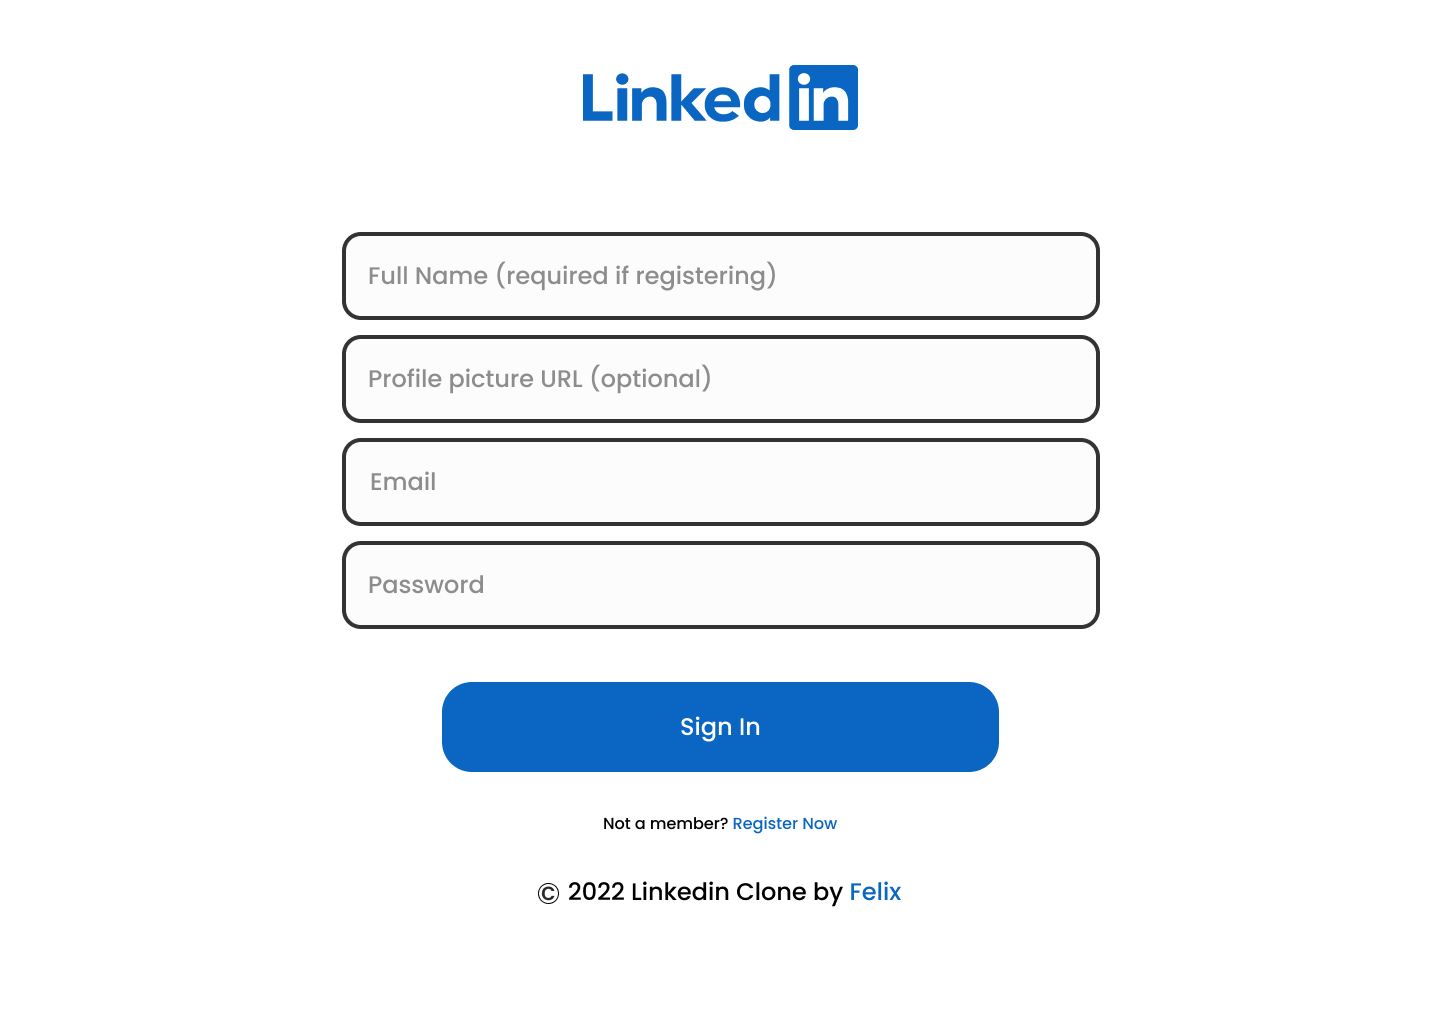 Linkedin
Full Name (required if registering)
Profile picture URL (optional)
Email
Password
Sign In
Not a member? Register Now
© 2022 Linkedin Clone by Felix